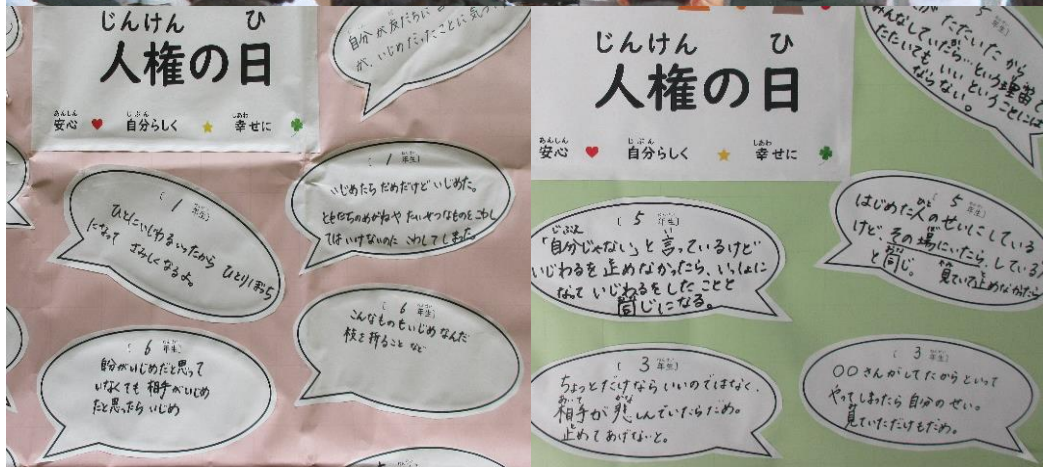 じんけん ひ
人権の日
あんしん じぶん しあわ
安心 自分らしく 幸せに
自分が友だちに
が、いじめだったことに気づ
( 1 年生)
いじめたらだめだけどいじめた。
ともだちのめがねや たいせつなものをこわし
てはいけないのに こわしてしまった。
( 1 年生)
ひとにいじわるいったから ひとりぼっち
になって さみしくなるよ。
( 6 年生)
こんなものもいじめなんだ
枝を折ること など
( 6 年生)
自分がいじめだと思って
いなくても 相手がいじめ
だと思ったら いじめ
じんけん ひ
人権の日
あんしん じぶん しあわ
安心 自分らしく 幸せに
5
がたたいたから
みんなしていたら…という理由で
たたいてもいいということには
ならない。
( 5 年生)
はじめた人のせいにしている
けど、その場にいたら、している
と同じ。見ていて止めなかったら
( 5 年生)
じぶん い
「自分じゃない」と言っているけど
いじわるを止めなかったら、いっしょに
なっていじわるをしたことと
同じになる。
( 3 年生)
ちょっとだけならいいのではなく、
あいて かな
相手が悲しんでいたらだめ。
止めてあげないと。
( 3 年生)
〇〇さんがしてたからといって
やってしまったら自分のせい。
見ていただけもだめ。